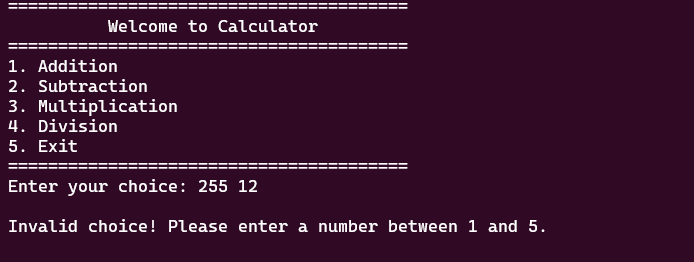 ========================================
Welcome to Calculator
========================================
1. Addition
2. Subtraction
3. Multiplication
4. Division
5. Exit
========================================
Enter your choice: 255 12
Invalid choice! Please enter a number between 1 and 5.